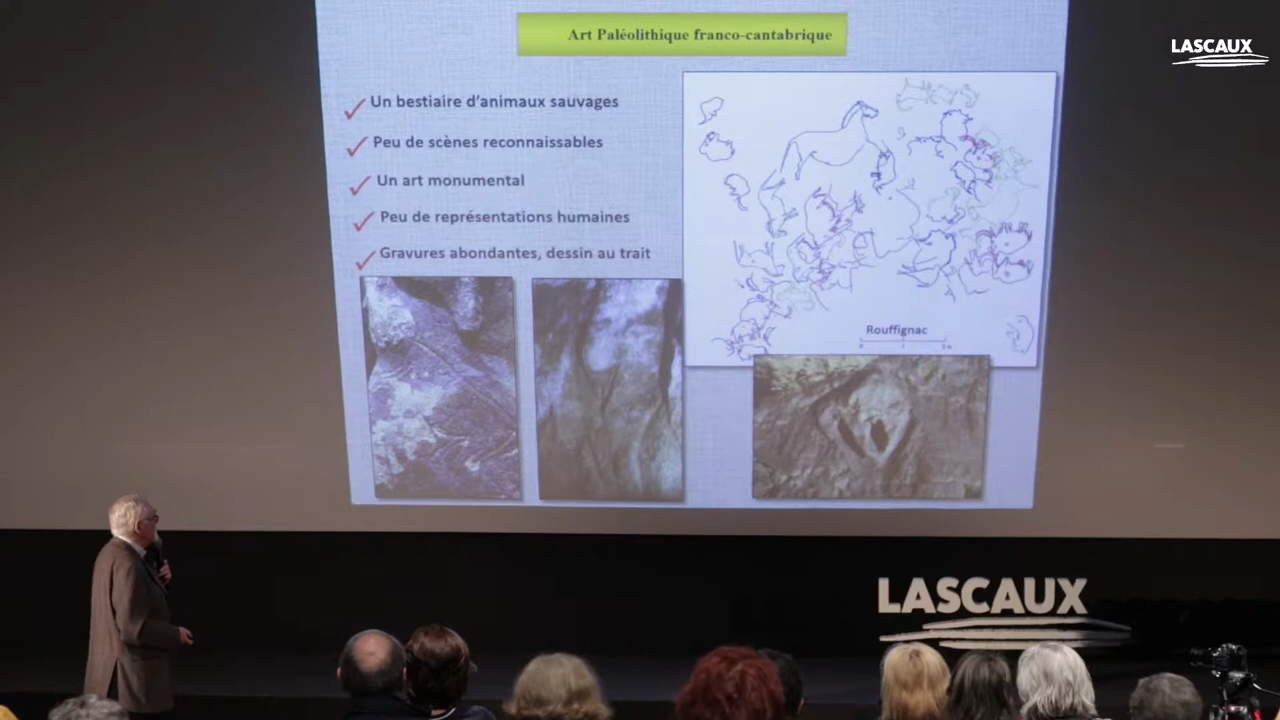 Art Paléolithique franco-cantabrique
LASCAUX
Un bestiaire d’animaux sauvages
Peu de scènes reconnaissables
Un art monumental
Peu de représentations humaines
Gravures abondantes, dessin au trait
Rouffignac
LASCAUX